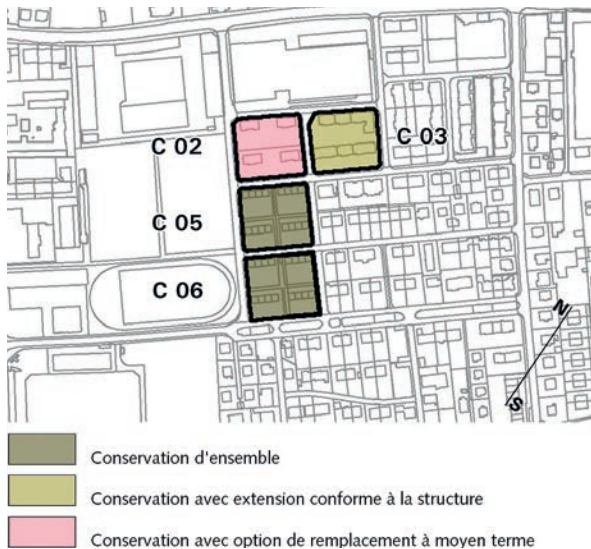 C 02
C 03
C 05
C 06
N
S
Conservation d'ensemble
Conservation avec extension conforme à la structure
Conservation avec option de remplacement à moyen terme